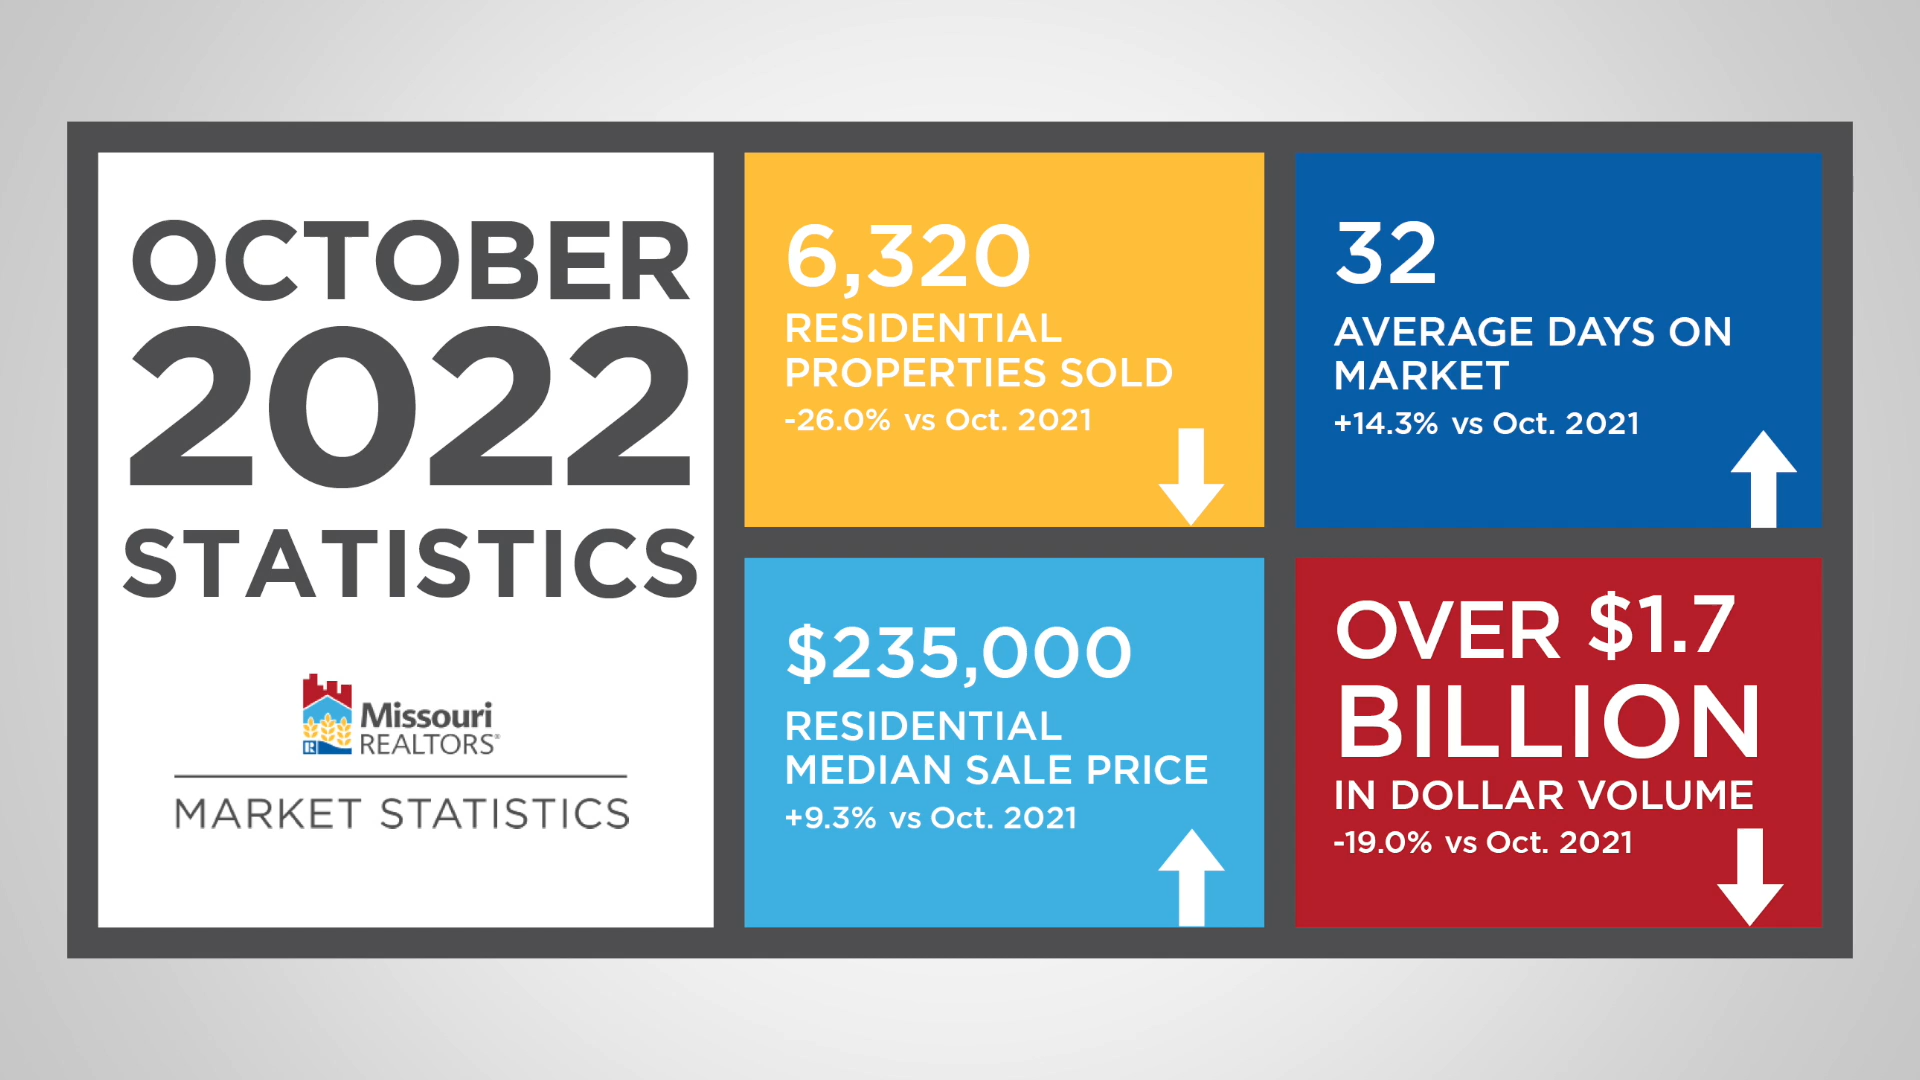 OCTOBER
2022
STATISTICS
Missouri
REALTORS®
MARKET STATISTICS
6,320
RESIDENTIAL
PROPERTIES SOLD
-26.0% vs Oct. 2021
32
AVERAGE DAYS ON
MARKET
+14.3% vs Oct. 2021
$235,000
RESIDENTIAL
MEDIAN SALE PRICE
+9.3% vs Oct. 2021
OVER $1.7
BILLION
IN DOLLAR VOLUME
-19.0% vs Oct. 2021